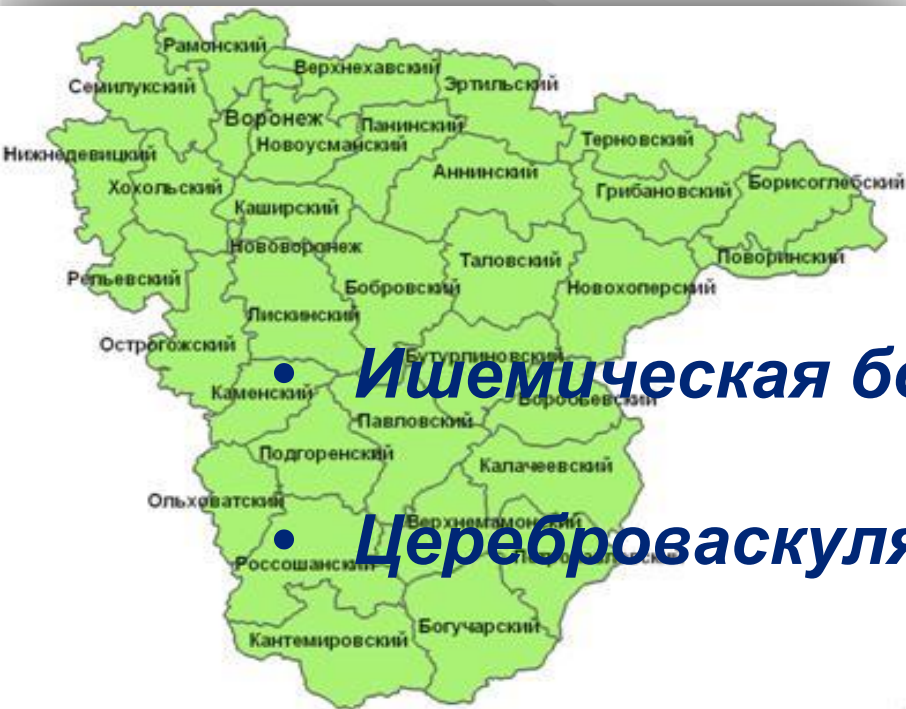 Рамонский
Верхнехавский
Семилукский
Эртильский
Воронеж
Панинский
Терновский
Новоусманский
Нижнедевицкий
Аннинский
Хохольский
Грибановский
Борисоглебский
Каширский
Нововоронеж
Поворинский
Репьевский
Таловский
Бобровский
Новохоперский
Лискинский
Острогожский
Бутурлиновский
• Ишемическая бо
Каменский
Воробьевский
Павловский
Подгоренский
Калачеевский
Ольховатский
Верхнемамонский
• Цереброваскуля
Россошанский
Богучарский
Кантемировский